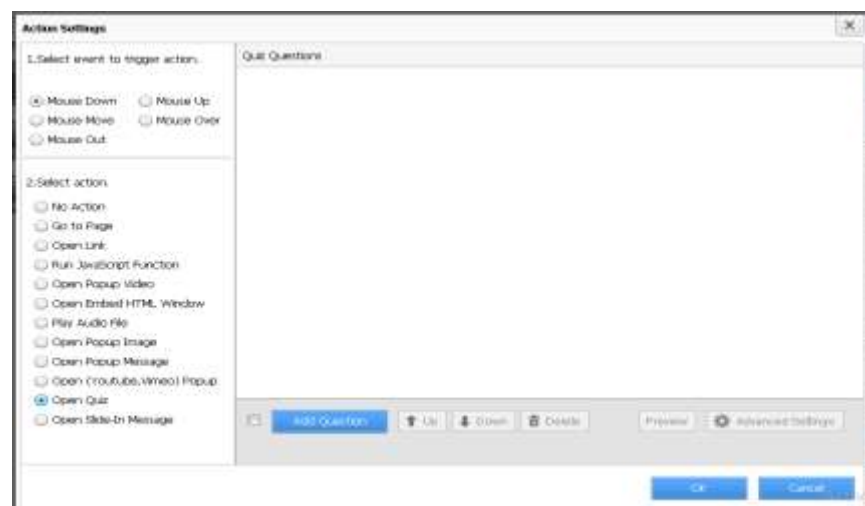 Action Settings
1.Select event to trigger action.
Mouse Down Mouse Up
Mouse Move Mouse Over
Mouse Out
2.Select action.
No Action
Go to Page
Open Link
Run JavaScript Function
Open Popup Video
Open Embed HTML Window
Play Audio File
Open Popup Image
Open Popup Message
Open (Youtube,Vimeo) Popup
Open Quiz
Open Slide-In Message
Quiz Questions
Add Question Up Down Delete Preview Advanced Settings
OK Cancel